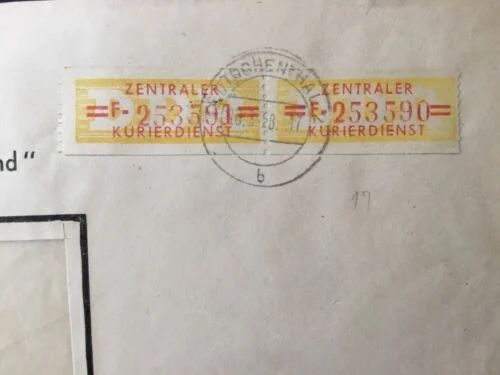 ZENTRALER
=F-253591=
KURIERDIENST
ZENTRALER
=F-253590=
KURIERDIENST
b
nd"
17